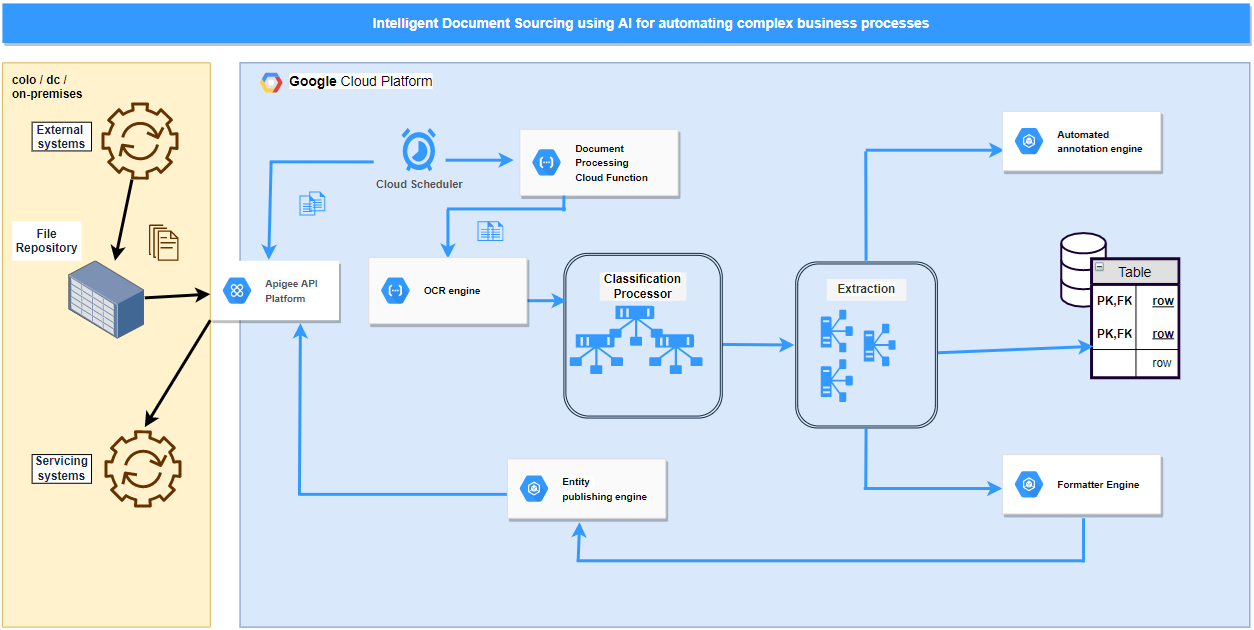 Intelligent Document Sourcing using AI for automating complex business processes
colo / dc /
on-premises
External
systems
File
Repository
Servicing
systems
Google Cloud Platform
Cloud Scheduler
Document
Processing
Cloud Function
Apigee API
Platform
OCR engine
Classification
Processor
Extraction
Automated
annotation engine
Table
PK,FK row
PK,FK row
row
Entity
publishing engine
Formatter Engine